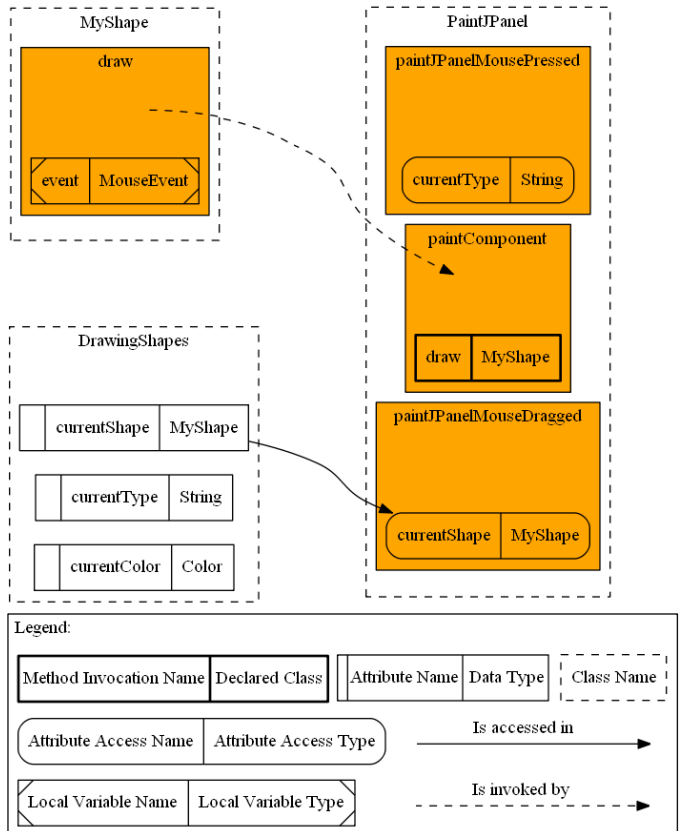 MyShape
draw
event MouseEvent
PaintJPanel
paintJPanelMousePressed
currentType String
paintComponent
draw MyShape
paintJPanelMouseDragged
currentShape MyShape
DrawingShapes
currentShape MyShape
currentType String
currentColor Color
Legend:
Method Invocation Name Declared Class
Attribute Name Data Type
Class Name
Attribute Access Name Attribute Access Type
Is accessed in
Local Variable Name Local Variable Type
Is invoked by